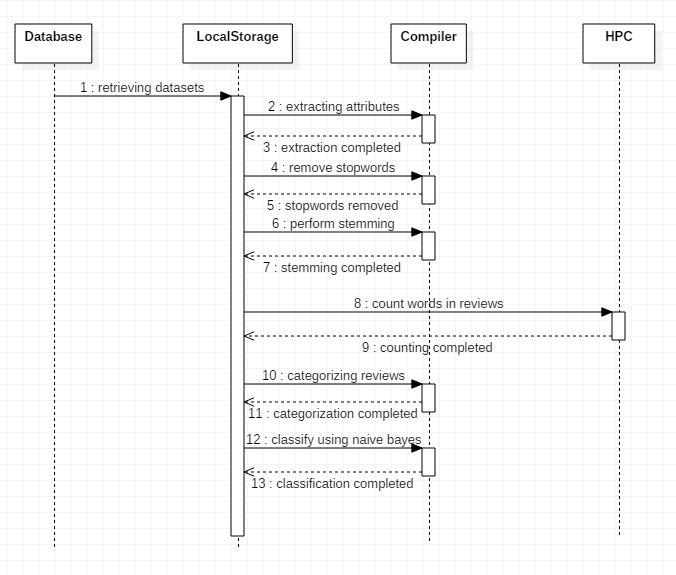 Database
LocalStorage
Compiler
HPC
1 : retrieving datasets
2 : extracting attributes
3 : extraction completed
4 : remove stopwords
5 : stopwords removed
6 : perform stemming
7 : stemming completed
8 : count words in reviews
9 : counting completed
10 : categorizing reviews
11 : categorization completed
12 : classify using naive bayes
13 : classification completed